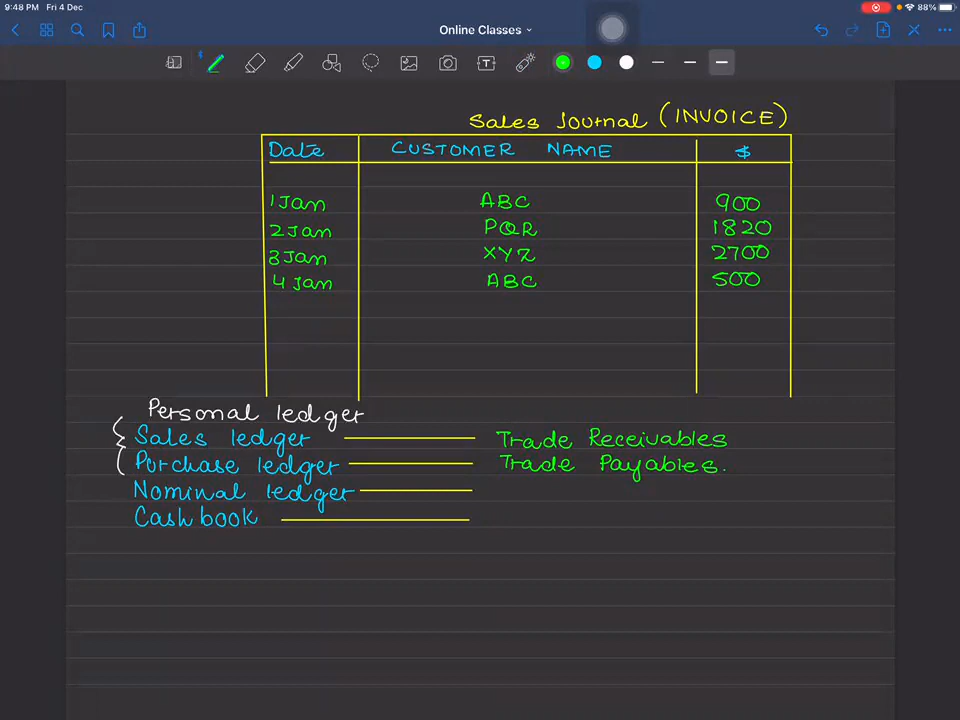 9:48 PM Fri 4 Dec 88%
Online Classes
Sales Journal (INVOICE)
Date CUSTOMER NAME $
1 Jan ABC 900
2 Jan PQR 1820
3 Jan XYZ 2700
4 Jan ABC 500
Personal ledger
Sales ledger Trade Receivables
Purchase ledger Trade Payables.
Nominal ledger
Cash book